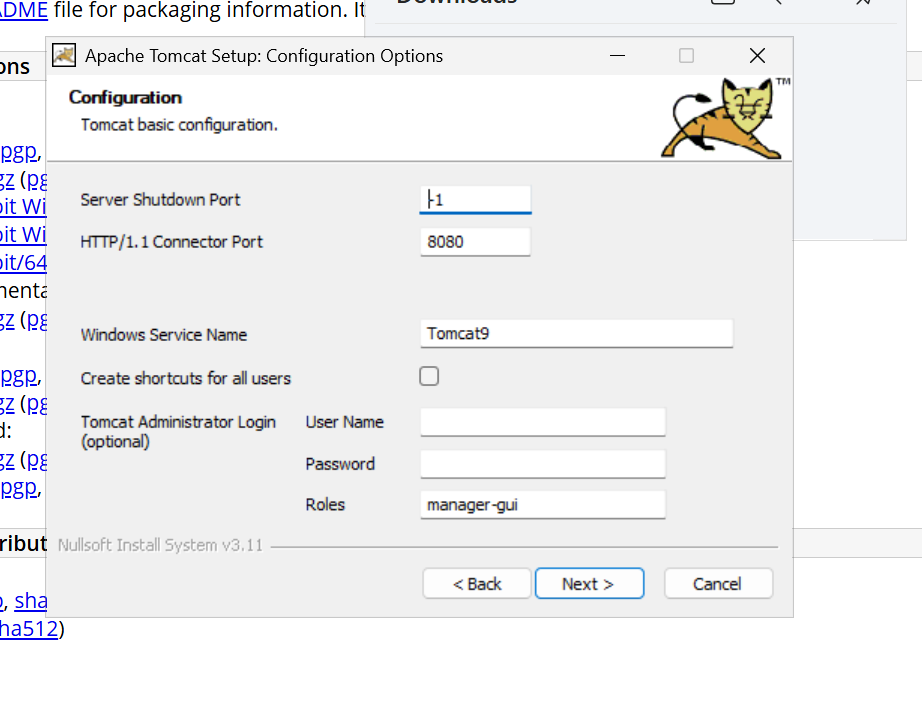 ADME file for packaging information. It
Apache Tomcat Setup: Configuration Options
ons
Configuration
Tomcat basic configuration.
TM
pgp,
gz (pg
bit Wi
bit Wi
bit/64
menta
gz (pg
pgp,
gz (pg
d:
gz (pg
pgp,
Server Shutdown Port
-1
HTTP/1.1 Connector Port
8080
Windows Service Name
Tomcat9
Create shortcuts for all users
Tomcat Administrator Login
(optional)
User Name
Password
Roles
manager-gui
Nullsoft Install System v3.11
< Back
Next >
Cancel
ribut
, sha
ha512)